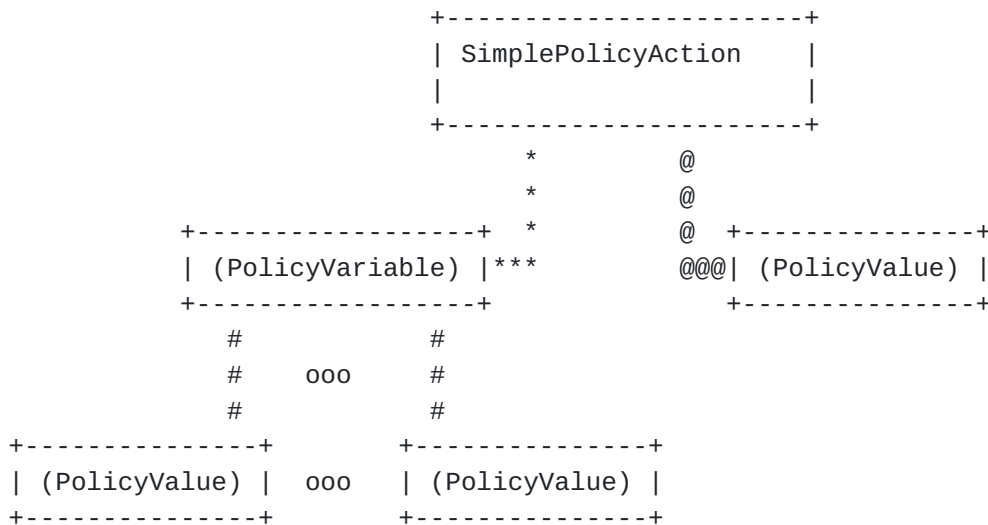 +-----------------------+
| SimplePolicyAction    |
|                       |
+-----------------------+
*         @
*         @
+------------------+  *         @  +---------------+
| (PolicyVariable) |***         @@@| (PolicyValue) |
+------------------+               +---------------+
#            #
#    ooo     #
#            #
+---------------+        +---------------+
| (PolicyValue) |  ooo   | (PolicyValue) |
+---------------+        +---------------+